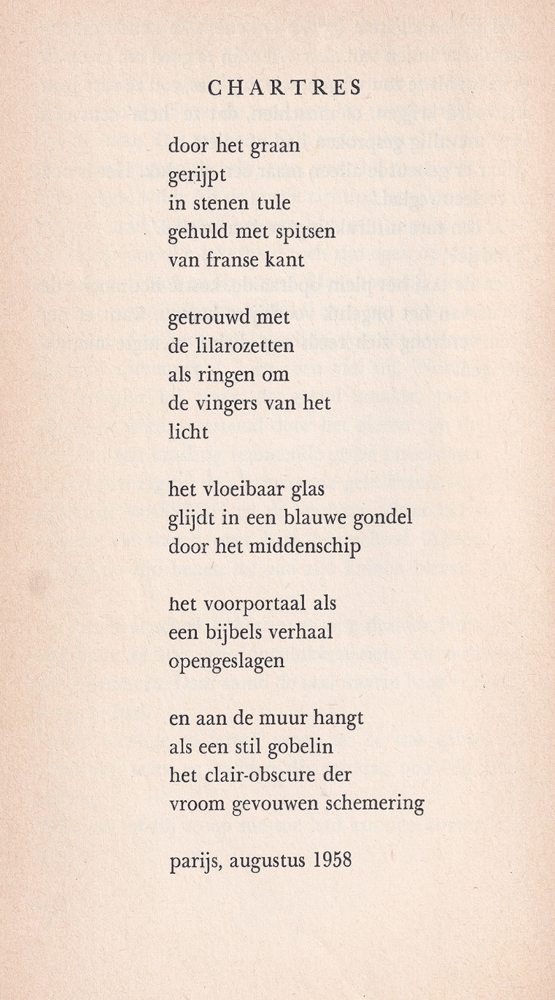 CHARTRES
door het graan
gerijpt
in stenen tule
gehuld met spitsen
van franse kant
getrouwd met
de lilarozetten
als ringen om
de vingers van het
licht
het vloeibaar glas
glijdt in een blauwe gondel
door het middenschip
het voorportaal als
een bijbels verhaal
opengeslagen
en aan de muur hangt
als een stil gobelin
het clair-obscure der
vroom gevouwen schemering
parijs, augustus 1958